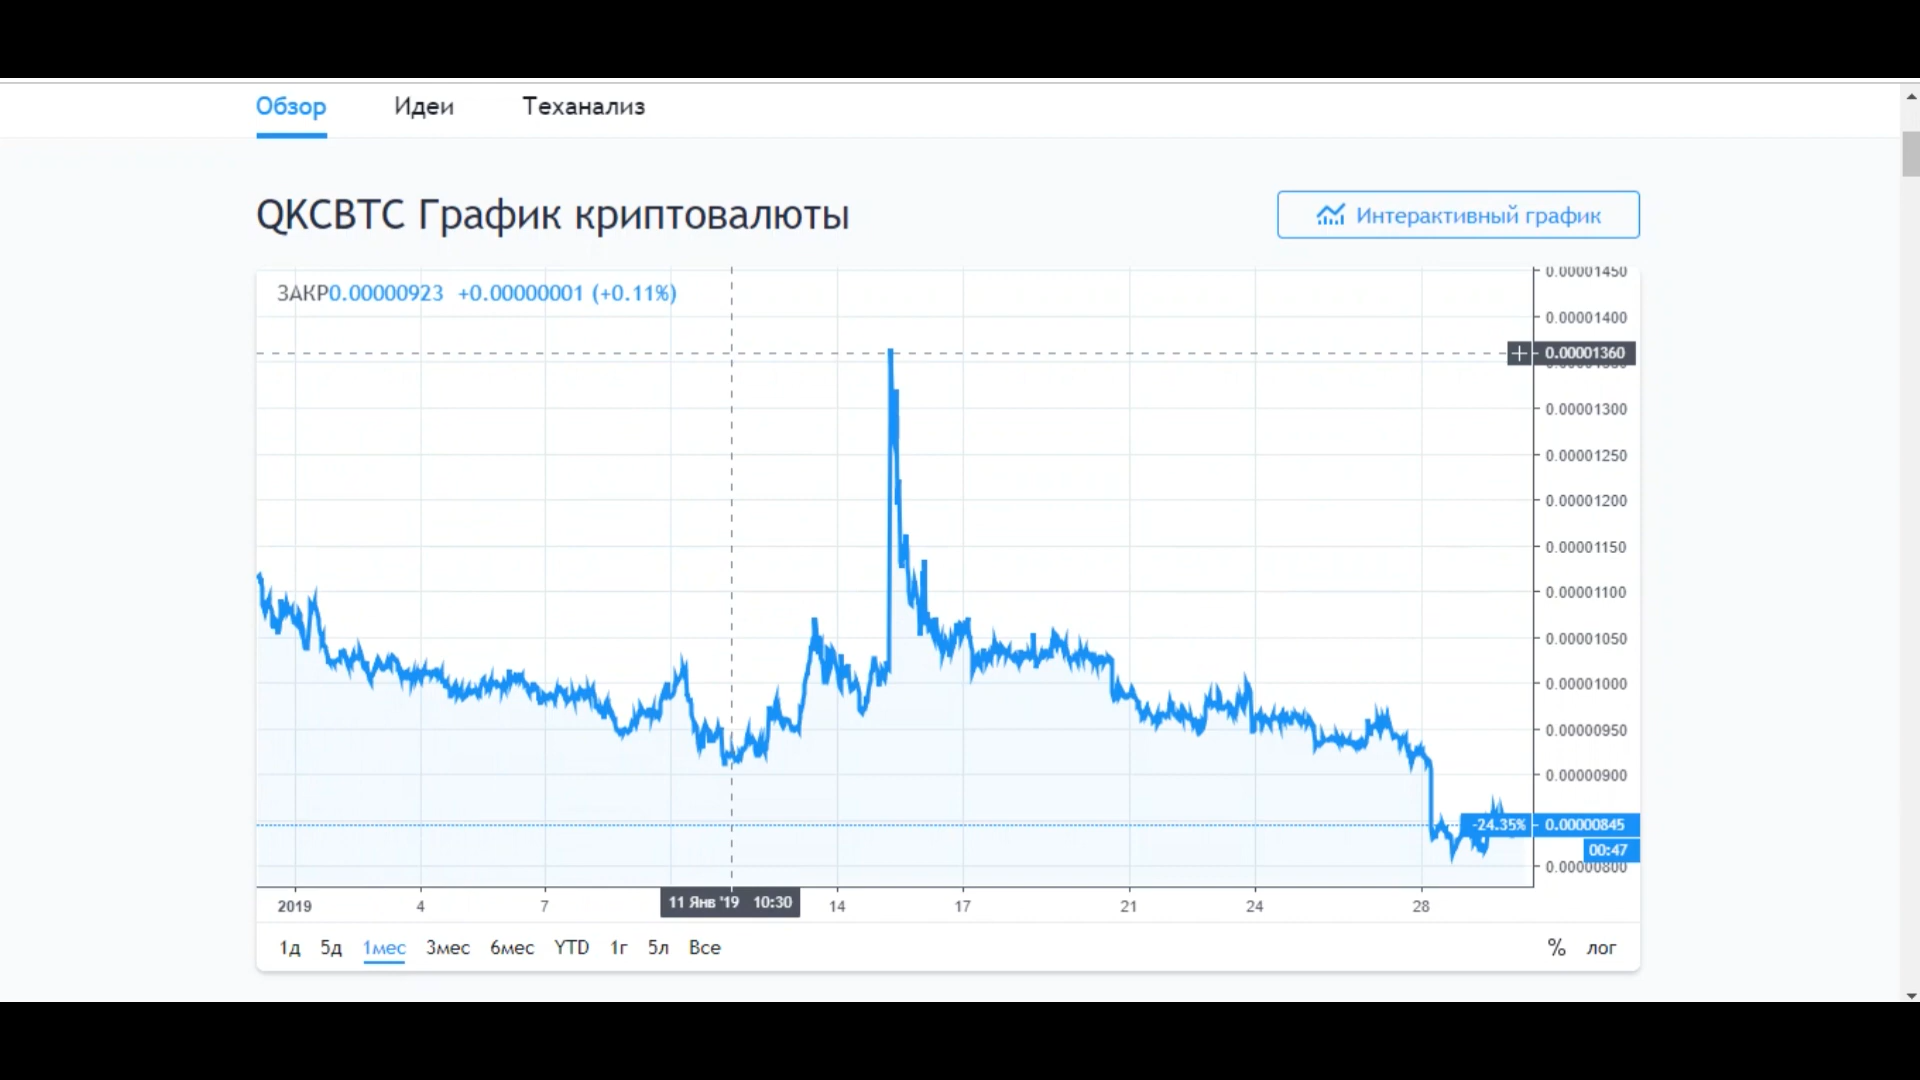 Обзор Идеи Теханализ
QKCBTC График криптовалюты
Интерактивный график
ЗАКР0.00000923 +0.00000001 (+0.11%)
0.00001450
0.00001400
0.00001360
0.00001300
0.00001250
0.00001200
0.00001150
0.00001100
0.00001050
0.00001000
0.00000950
0.00000900
-24.35% 0.00000845
00:47
0.00000800
2019 4 7 11 Янв '19 10:30 14 17 21 24 28
1д 5д 1мес 3мес 6мес YTD 1г 5л Все % лог